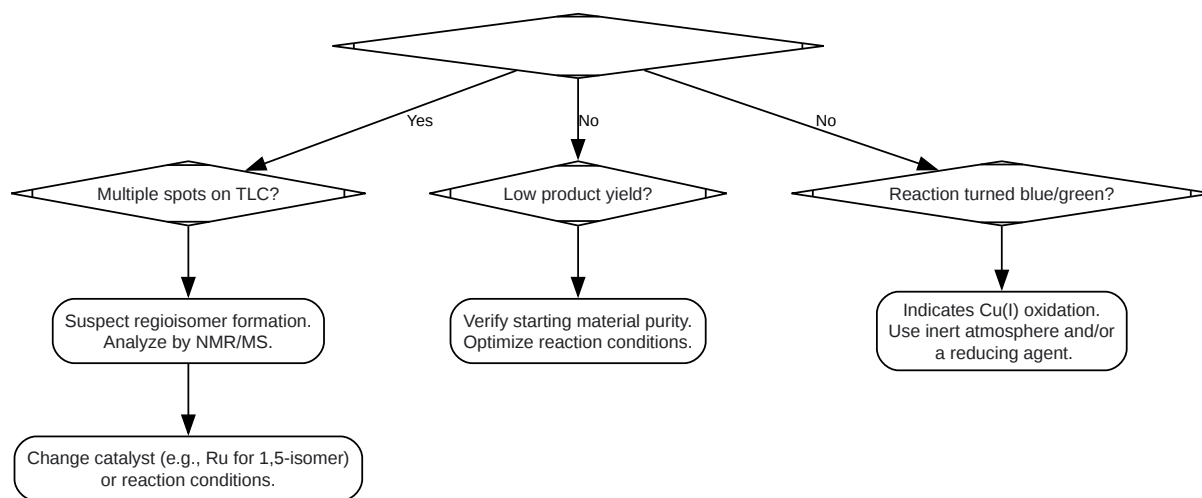 Yes
No
No
Multiple spots on TLC?
Low product yield?
Reaction turned blue/green?
Suspect regioisomer formation.
Analyze by NMR/MS.
Verify starting material purity.
Optimize reaction conditions.
Indicates Cu(I) oxidation.
Use inert atmosphere and/or
a reducing agent.
Change catalyst (e.g., Ru for 1,5-isomer)
or reaction conditions.